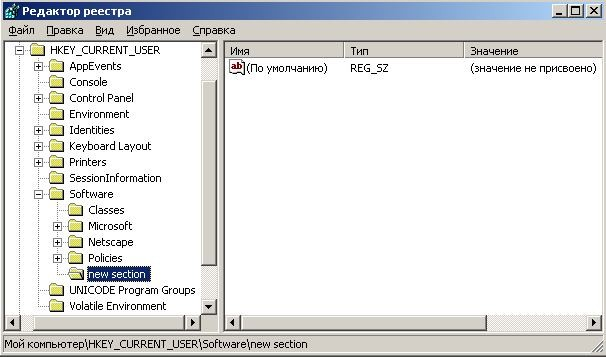 Редактор реестра
Файл Правка Вид Избранное Справка
HKEY_CURRENT_USER
AppEvents
Console
Control Panel
Environment
Identities
Keyboard Layout
Printers
SessionInformation
Software
Classes
Microsoft
Netscape
Policies
new section
UNICODE Program Groups
Volatile Environment
Имя Тип Значение
ab (По умолчанию) REG_SZ (значение не присвоено)
Мой компьютер\HKEY_CURRENT_USER\Software\new section